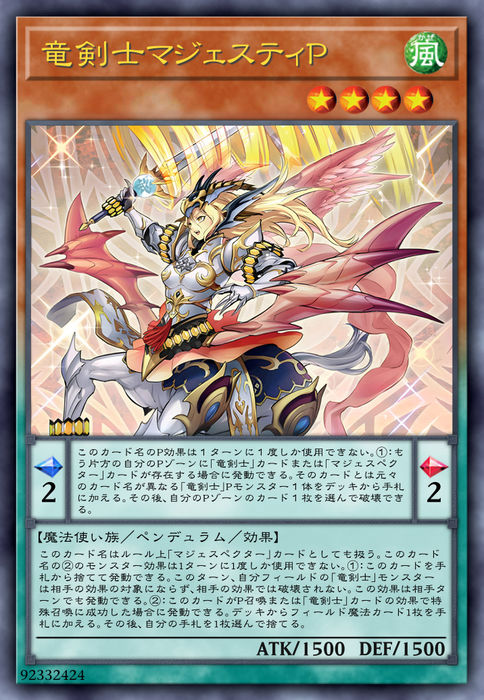 竜剣士マジェスティP
かぜ
風
このカード名のP効果は1ターンに1度しか使用できない。①:も
う片方の自分のPゾーンに「竜剣士」カードまたは「マジェスペク
ター」カードが存在する場合に発動できる。そのカードとは元々
のカード名が異なる「竜剣士」Pモンスター1体をデッキから手札
に加える。その後、自分のPゾーンのカード1枚を選んで破壊でき
る。
2
2
【魔法使い族/ペンデュラム/効果】
このカード名はルール上「マジェスペクター」カードとしても扱う。このカード
名の②のモンスター効果は1ターンに1度しか使用できない。①:このカードを手
札から捨てて発動できる。このターン、自分フィールドの「竜剣士」モンスター
は相手の効果の対象にならず、相手の効果では破壊されない。この効果は相手ター
ンでも発動できる。②:このカードがP召喚または「竜剣士」カードの効果で特
殊召喚に成功した場合に発動できる。デッキからフィールド魔法カード1枚を手
札に加える。その後、自分の手札を1枚選んで捨てる。
ATK/1500 DEF/1500
92332424